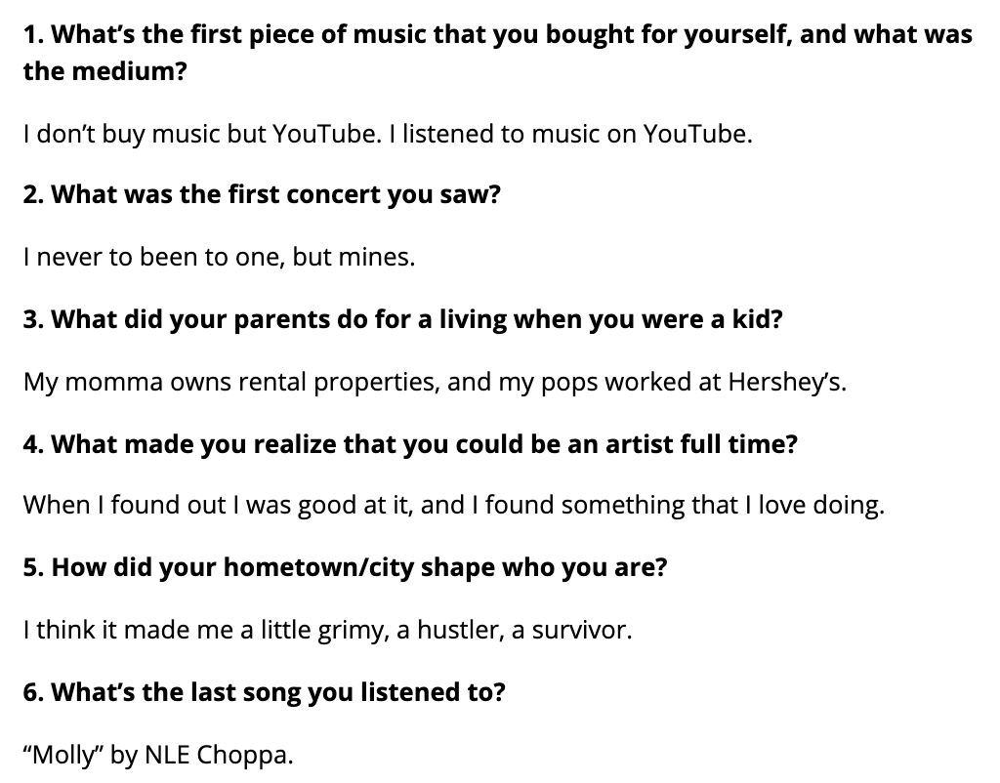 1. What’s the first piece of music that you bought for yourself, and what was
the medium?
I don’t buy music but YouTube. I listened to music on YouTube.
2. What was the first concert you saw?
I never to been to one, but mines.
3. What did your parents do for a living when you were a kid?
My momma owns rental properties, and my pops worked at Hershey’s.
4. What made you realize that you could be an artist full time?
When I found out I was good at it, and I found something that I love doing.
5. How did your hometown/city shape who you are?
I think it made me a little grimy, a hustler, a survivor.
6. What’s the last song you listened to?
“Molly” by NLE Choppa.